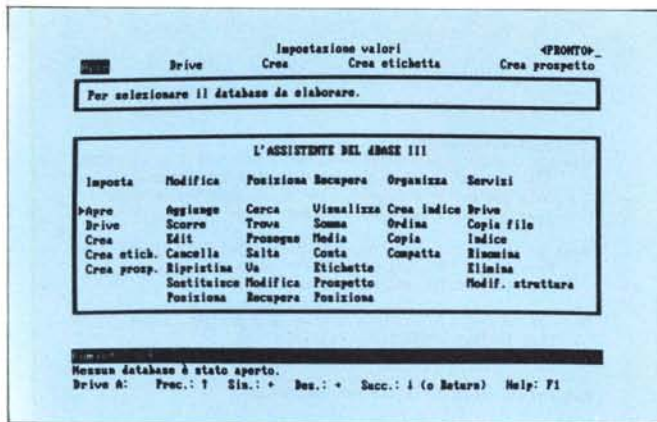 Impostazione valori
◄PRONTO►_
Drive Crea Crea etichetta Crea prospetto
Per selezionare il database da elaborare.
L'ASSISTENTE DEL dBASE III
Imposta Modifica Posiziona Recupera Organizza Servizi
►Apre Aggiunge Cerca Visualizza Crea indice Drive
Drive Scorre Trova Somma Ordina Copia file
Crea Edit Prosegue Media Copia Indice
Crea etich. Cancella Salta Conta Compatta Rinomina
Crea prosp. Ripristina Va Etichette Elimina
Sostituisce Modifica Prospetto Modif. struttura
Posiziona Recupera Posiziona
Nessun database è stato aperto.
Drive A: Prec.: ↑ Sin.: ← Des.: → Succ.: ↓ (o Return) Help: F1